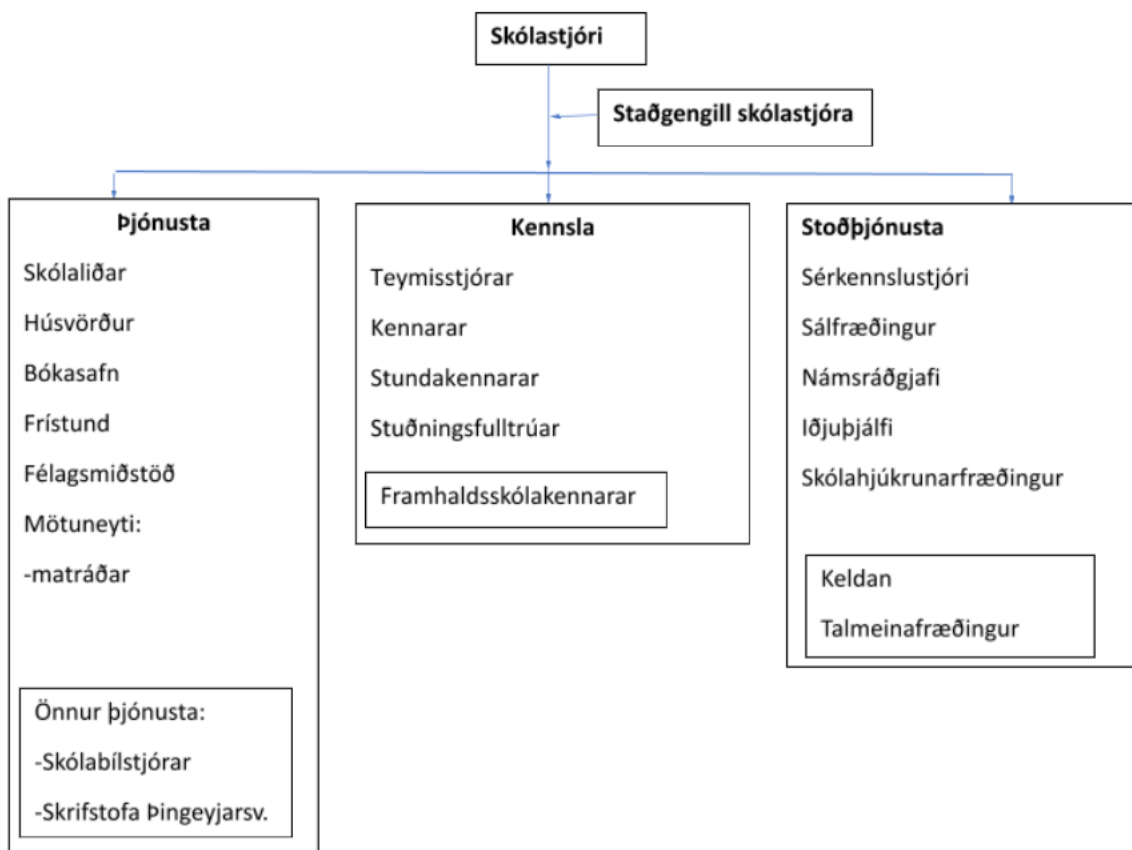 Skólastjóri
Staðgengill skólastjóra
Þjónusta
Skólaliðar
Húsvörður
Bókasafn
Frístund
Félagsmiðstöð
Mötuneyti:
-matráðar
Önnur þjónusta:
-Skólabílstjórar
-Skrifstofa Þingeyjarsv.
Kennsla
Teymisstjórar
Kennarar
Stundakennarar
Stuðningsfulltrúar
Framhaldsskólakennarar
Stoðþjónusta
Sérkennslustjóri
Sálfræðingur
Námsráðgjafi
Iðjuþjálfi
Skólahjúkrunarfræðingur
Keldan
Talmeinafræðingur